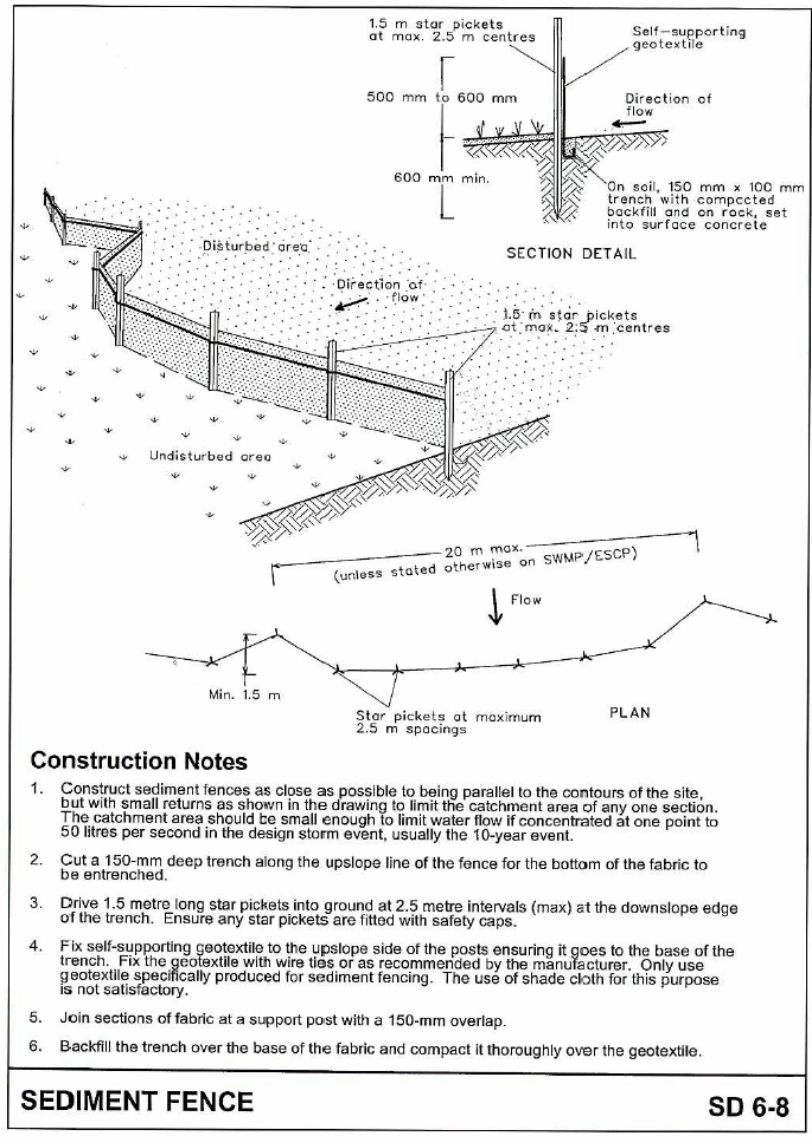 1.5 m star pickets
at max. 2.5 m centres
Self-supporting
geotextile
500 mm to 600 mm
Direction of
flow
600 mm min.
On soil, 150 mm x 100 mm
trench with compccted
backfill and on rock, set
into surface concrete
SECTION DETAIL
Disturbed area
Direction of
flow
1.5 m star pickets
at max. 2.5 m centres
Undisturbed area
20 m max.
(unless stated otherwise on SWMP/ESCP)
Flow
Min. 1.5 m
Star pickets at maximum
2.5 m spacings
PLAN
Construction Notes
1. Construct sediment fences as close as possible to being parallel to the contours of the site,
but with small returns as shown in the drawing to limit the catchment area of any one section.
The catchment area should be small enough to limit water flow if concentrated at one point to
50 litres per second in the design storm event, usually the 10-year event.
2. Cut a 150-mm deep trench along the upslope line of the fence for the bottom of the fabric to
be entrenched.
3. Drive 1.5 metre long star pickets into ground at 2.5 metre intervals (max) at the downslope edge
of the trench. Ensure any star pickets are fitted with safety caps.
4. Fix self-supporting geotextile to the upslope side of the posts ensuring it goes to the base of the
trench. Fix the geotextile with wire ties or as recommended by the manufacturer. Only use
geotextile specifically produced for sediment fencing. The use of shade cloth for this purpose
is not satisfactory.
5. Join sections of fabric at a support post with a 150-mm overlap.
6. Backfill the trench over the base of the fabric and compact it thoroughly over the geotextile.
SEDIMENT FENCE
SD 6-8